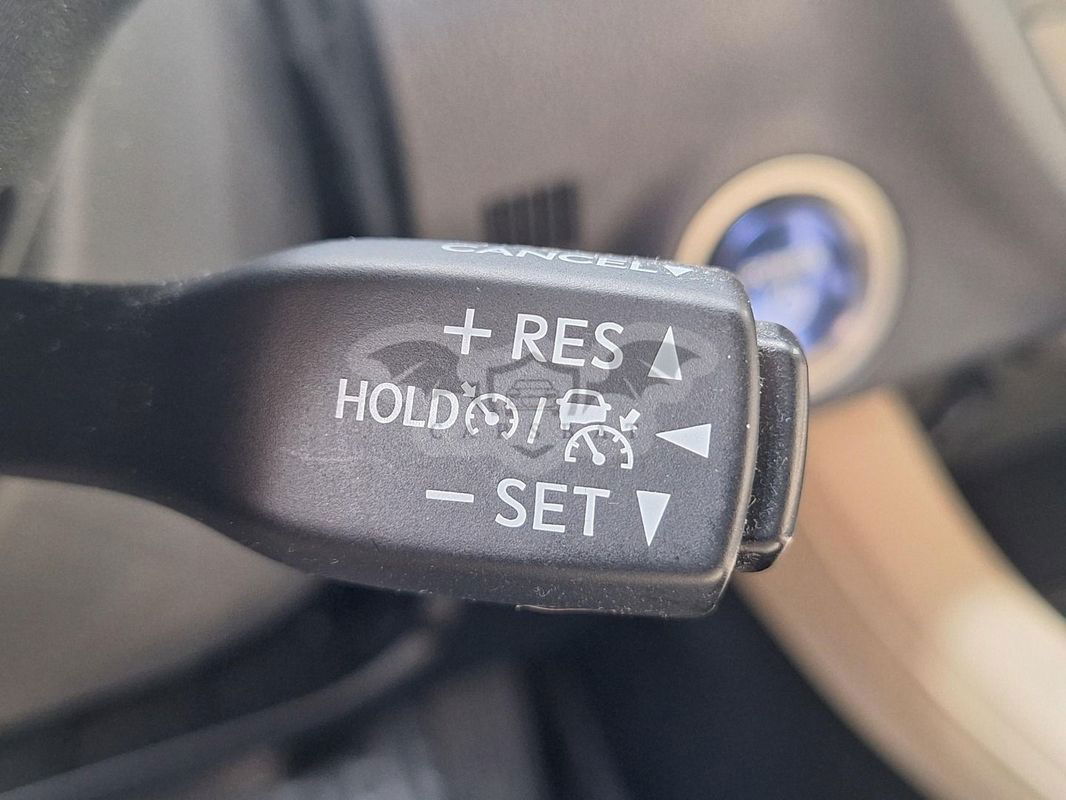 CANCEL
+ RES
HOLD /
- SET